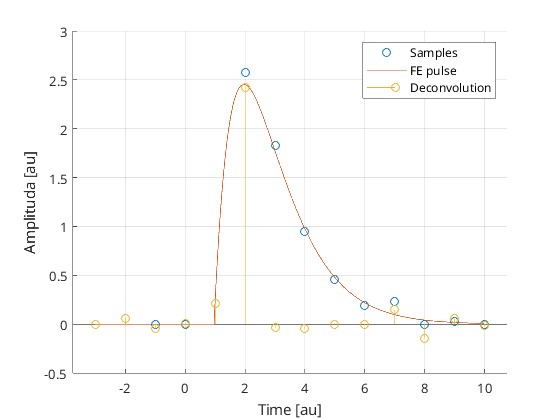 3
2.5
2
1.5
1
0.5
0
-0.5
Amplituda [au]
Samples
FE pulse
Deconvolution
-2 0 2 4 6 8 10
Time [au]